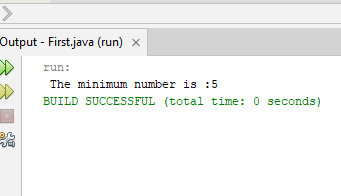 Output - First.java (run) ×
run:
The minimum number is :5
BUILD SUCCESSFUL (total time: 0 seconds)